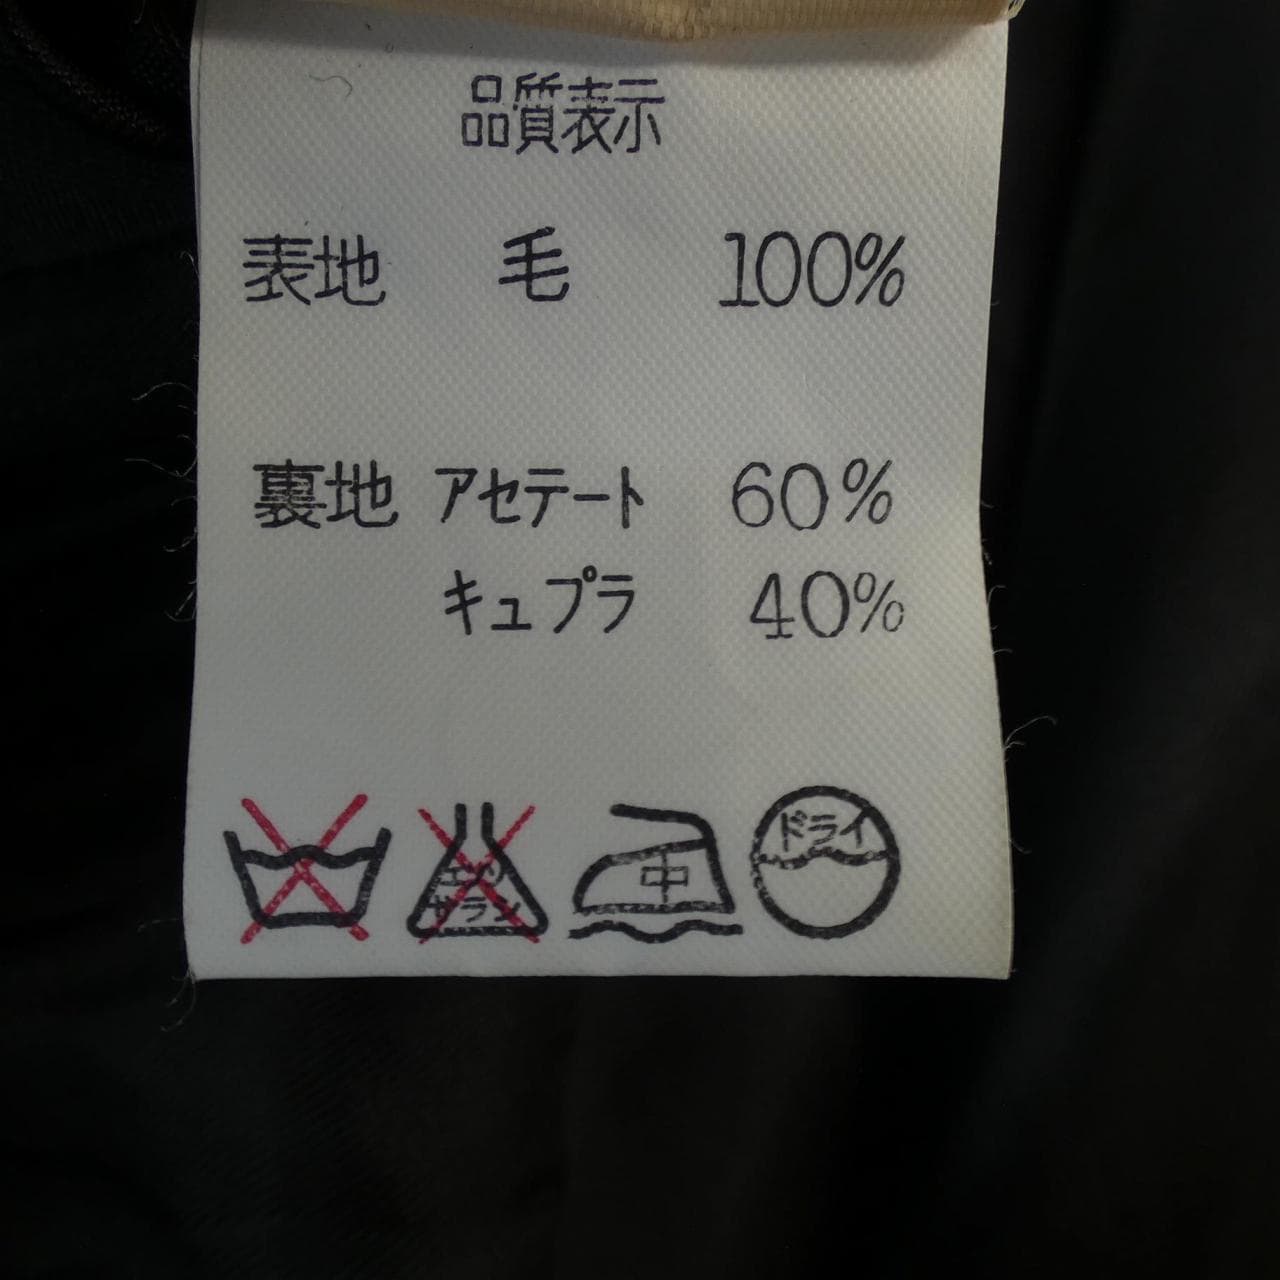 品質表示
表地 毛 100%
裏地 アセテート 60%
キュプラ 40%
エンソ
サラシ
中
ドライ